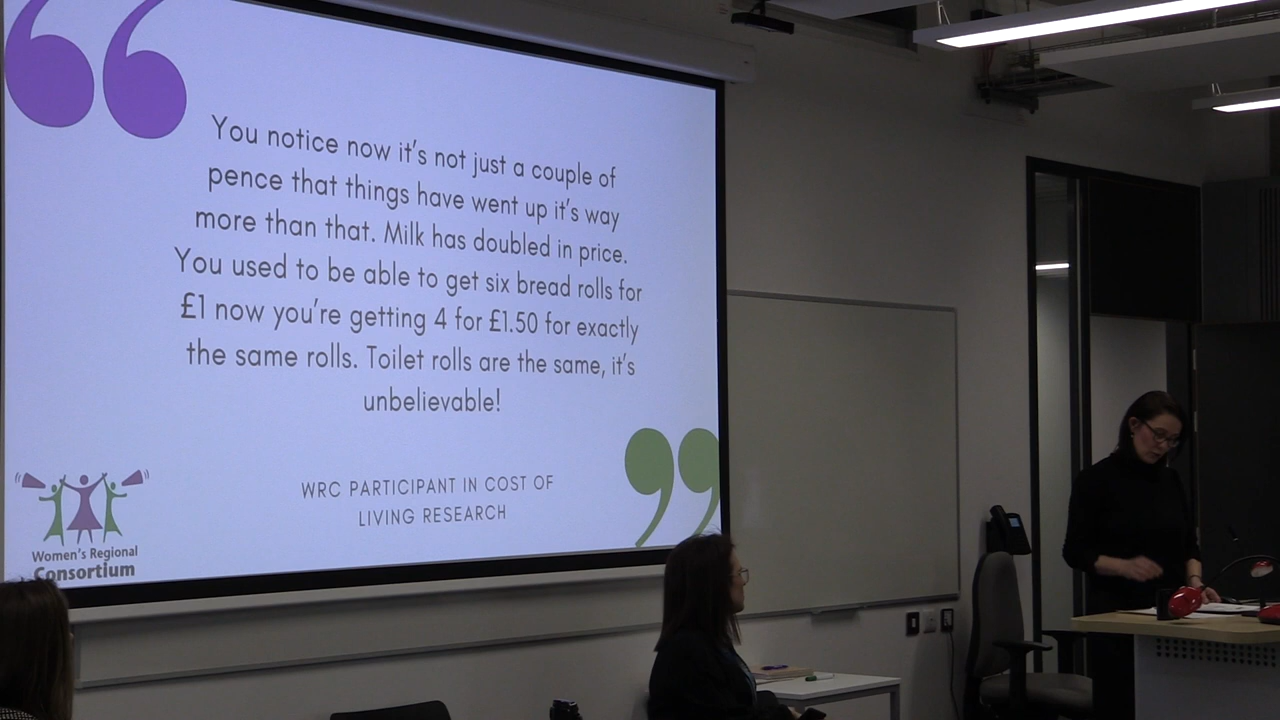 You notice now it's not just a couple of
pence that things have went up it's way
more than that. Milk has doubled in price.
You used to be able to get six bread rolls for
£1 now you're getting 4 for £1.50 for exactly
the same rolls. Toilet rolls are the same, it's
unbelievable!
WRC PARTICIPANT IN COST OF
LIVING RESEARCH
Women's Regional
Consortium